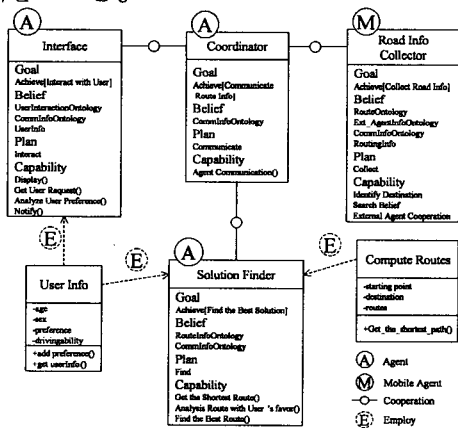 A
Interface
Goal
Achieve[Interact with User]
Belief
UserInteractionOntology
CommInfoOntology
UserInfo
Plan
Interact
Capability
Display()
Get User Request()
Analyze User Preference()
Notify()
A
Coordinator
Goal
Achieve[Communicate
Route Info]
Belief
CommInfoOntology
Plan
Communicate
Capability
Agent Communication()
M
Road Info
Collector
Goal
Achieve[Collect Road Info]
Belief
RouteOntology
Ext_AgentInfoOntology
CommInfoOntology
RoutingInfo
Plan
Collect
Capability
Identify Destination
Search Belief
External Agent Cooperation
E
E
E
User Info
-age
-sex
-preference
-drivingability
+add preference()
+get userinfo()
A
Solution Finder
Goal
Achieve[Find the Best Solution]
Belief
RouteInfoOntology
CommInfoOntology
Plan
Find
Capability
Get the Shortest Route()
Analysis Route with User 's favor()
Find the Best Route()
Compute Routes
-starting point
-destination
-routes
+Get_the_shortest_path()
A Agent
M Mobile Agent
Cooperation
E Employ